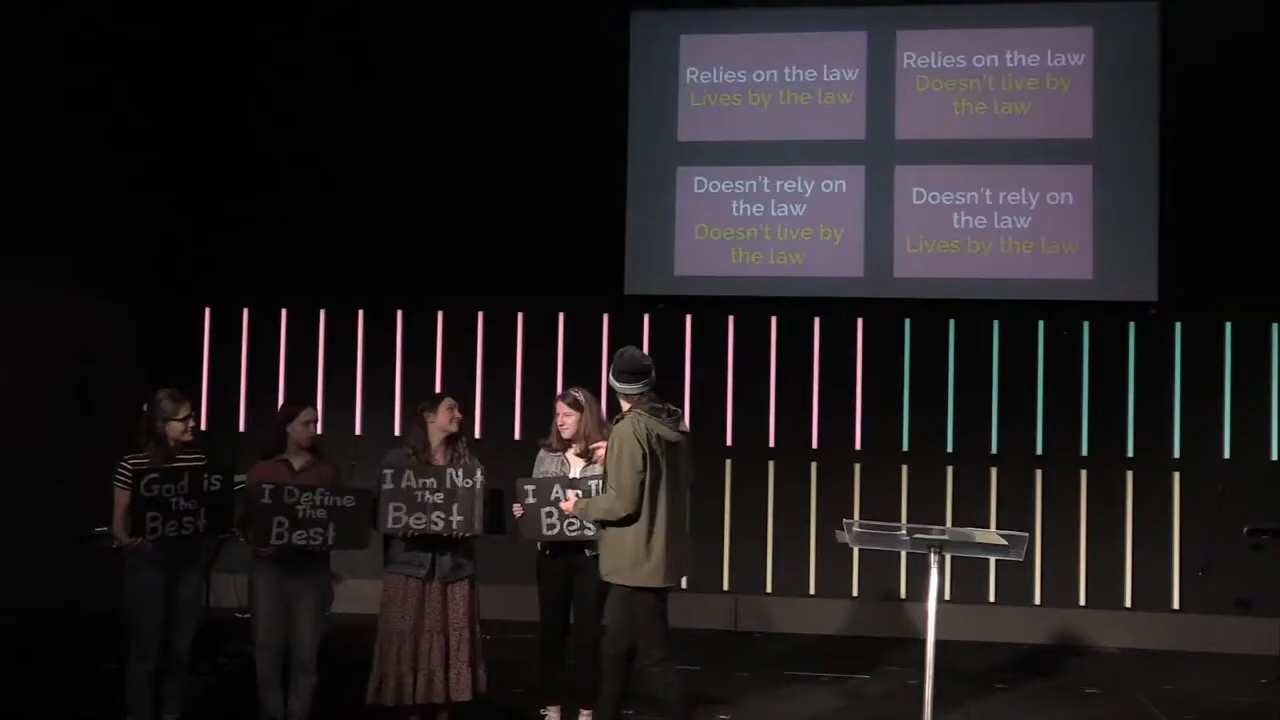 Relies on the law
Lives by the law
Relies on the law
Doesn't live by
the law
Doesn't rely on
the law
Doesn't live by
the law
Doesn't rely on
the law
Lives by the law
God is
The
Best
I Define
The
Best
I Am Not
The
Best
I Am
Bes